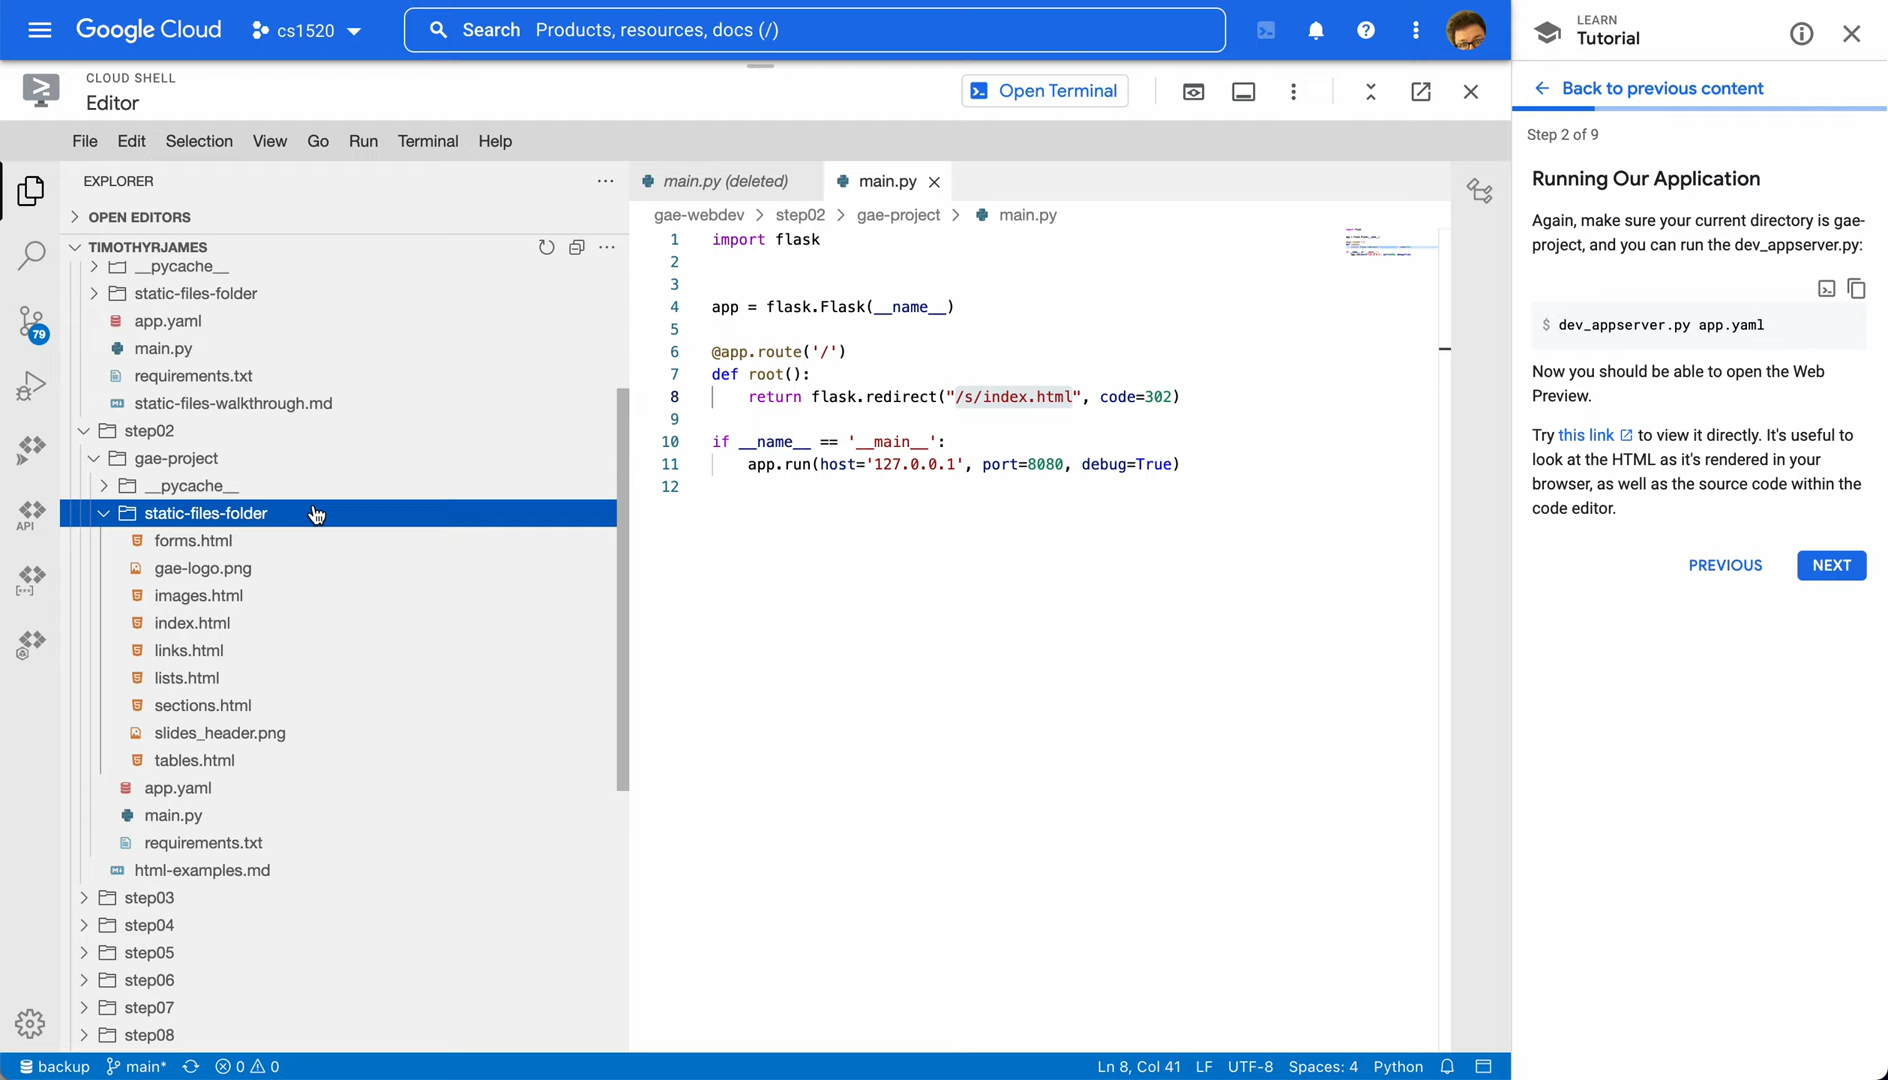 Google Cloud
cs1520
Search Products, resources, docs (/)
LEARN
Tutorial
CLOUD SHELL
Editor
Open Terminal
Back to previous content
File Edit Selection View Go Run Terminal Help
Step 2 of 9
Running Our Application
Again, make sure your current directory is gae-
project, and you can run the dev_appserver.py:
$ dev_appserver.py app.yaml
Now you should be able to open the Web
Preview.
Try this link to view it directly. It's useful to
look at the HTML as it's rendered in your
browser, as well as the source code within the
code editor.
PREVIOUS NEXT
EXPLORER
OPEN EDITORS
TIMOTHYRJAMES
__pycache__
static-files-folder
app.yaml
main.py
requirements.txt
static-files-walkthrough.md
step02
gae-project
__pycache__
static-files-folder
forms.html
gae-logo.png
images.html
index.html
links.html
lists.html
sections.html
slides_header.png
tables.html
app.yaml
main.py
requirements.txt
html-examples.md
step03
step04
step05
step06
step07
step08
79
API
main.py (deleted) main.py
gae-webdev > step02 > gae-project > main.py
1 import flask
2
3
4 app = flask.Flask(__name__)
5
6 @app.route('/')
7 def root():
8 return flask.redirect("/s/index.html", code=302)
9
10 if __name__ == '__main__':
11 app.run(host='127.0.0.1', port=8080, debug=True)
12
backup main* 0 0
Ln 8, Col 41 LF UTF-8 Spaces: 4 Python